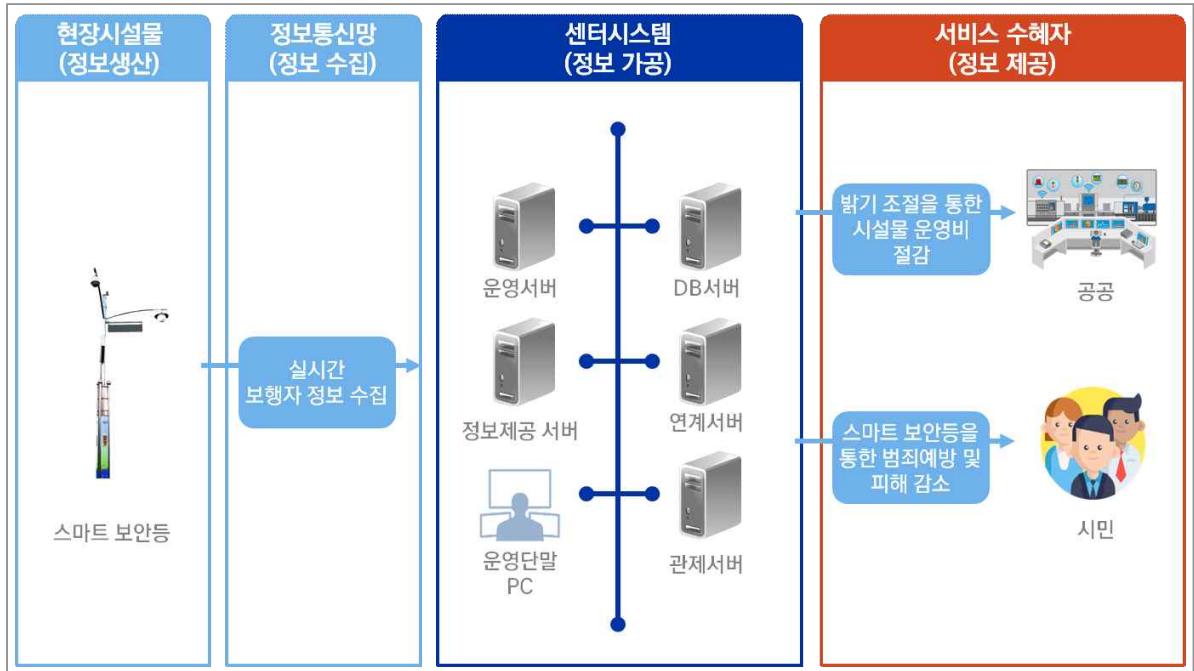 현장시설물
(정보생산)
정보통신망
(정보 수집)
센터시스템
(정보 가공)
서비스 수혜자
(정보 제공)
스마트 보안등
실시간
보행자 정보 수집
운영서버
DB서버
정보제공 서버
연계서버
운영단말
PC
관제서버
밝기 조절을 통한
시설물 운영비
절감
공공
스마트 보안등을
통한 범죄예방 및
피해 감소
시민